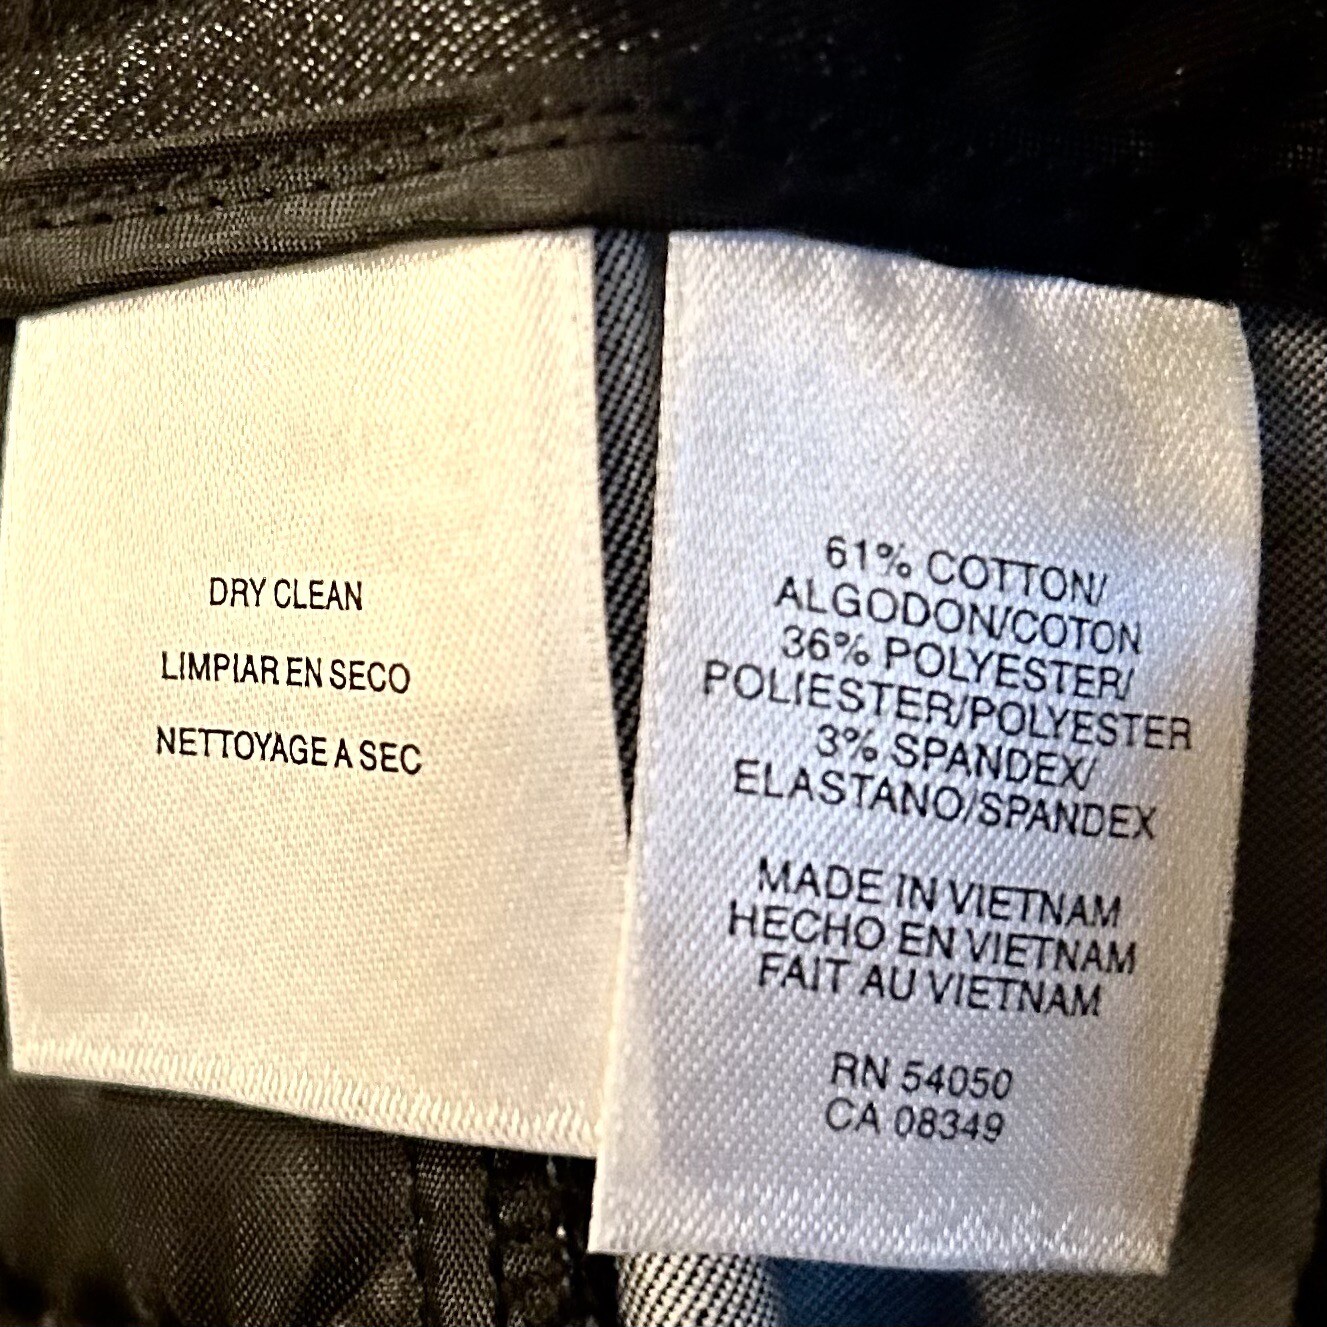 DRY CLEAN
LIMPIAR EN SECO
NETTOYAGE A SEC
61% COTTON/
ALGODON/COTON
36% POLYESTER/
POLIESTER/POLYESTER
3% SPANDEX/
ELASTANO/SPANDEX
MADE IN VIETNAM
HECHO EN VIETNAM
FAIT AU VIETNAM
RN 54050
CA 08349